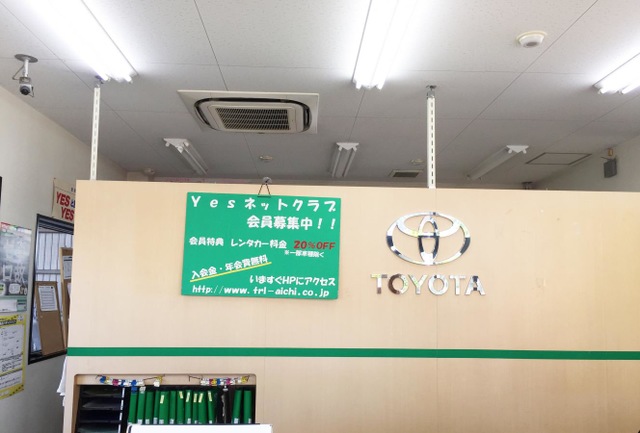 YES
YES
Ｙｅｓネットクラブ
会員募集中！！
会員特典 レンタカー料金 20%OFF
※一部車種除く
入会金・年会費無料
いますぐHPにアクセス
http://www.trl-aichi.co.jp
TOYOTA